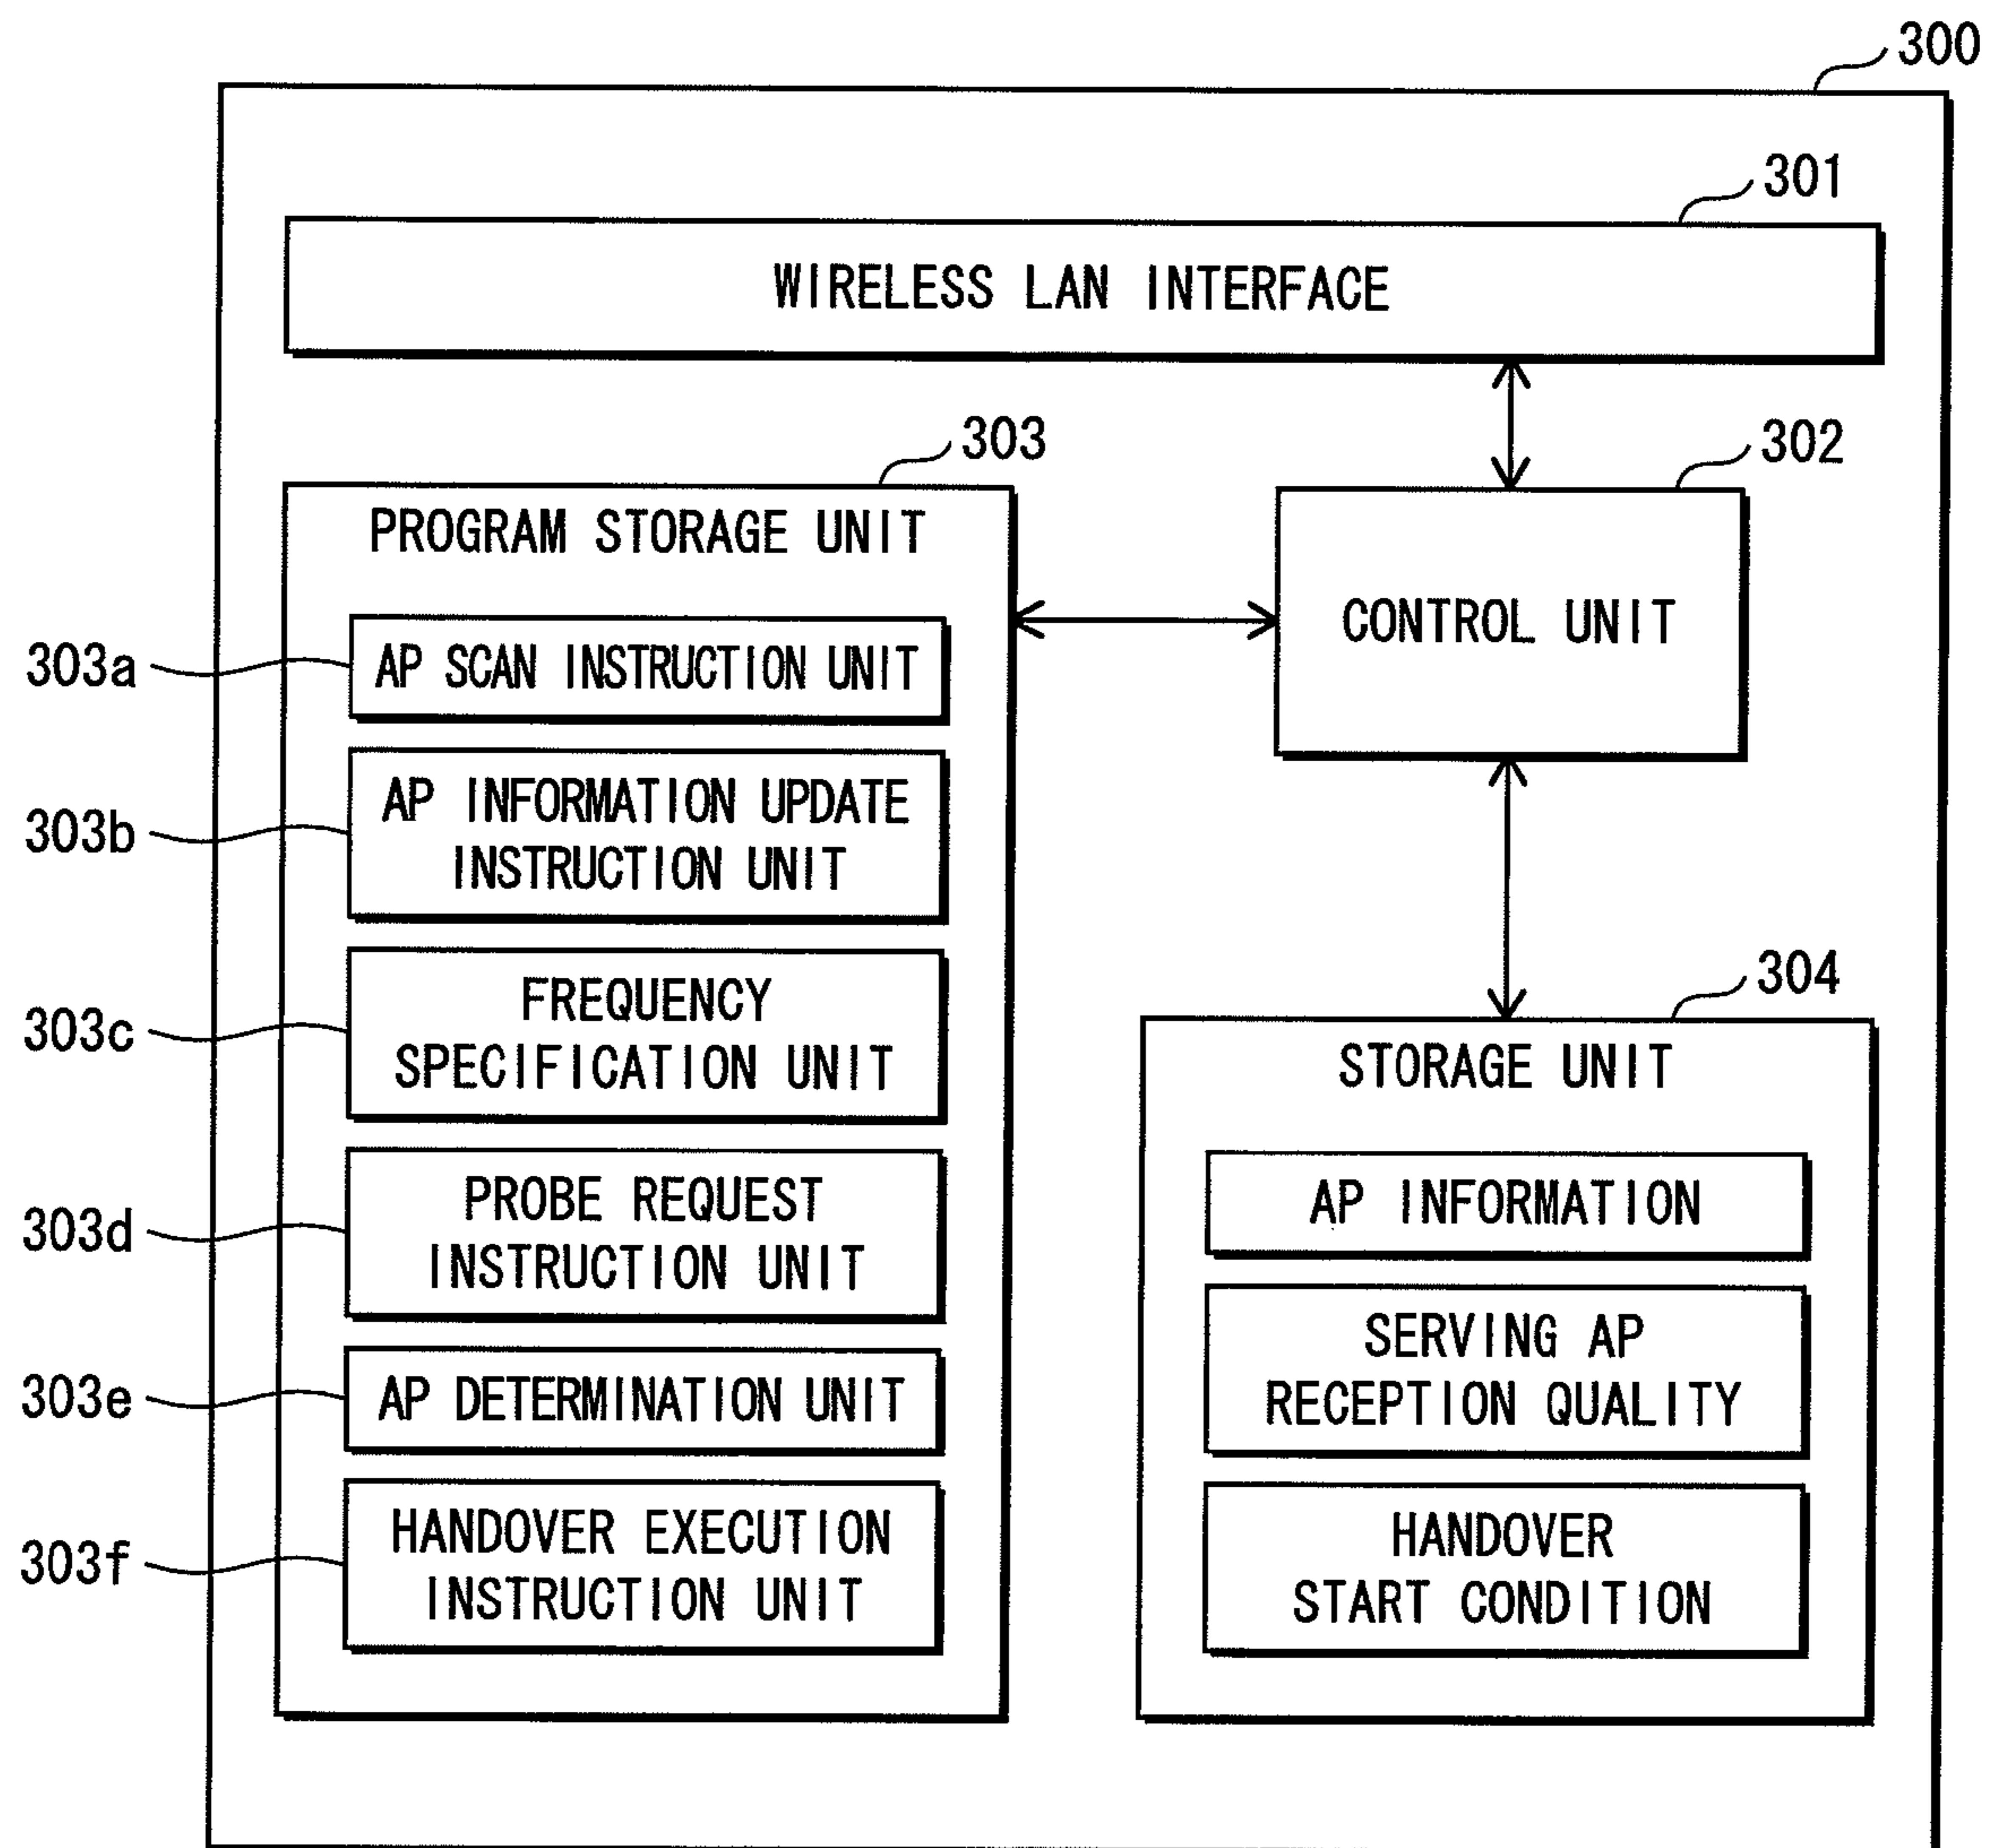 300
301
WIRELESS LAN INTERFACE
303
302
PROGRAM STORAGE UNIT
CONTROL UNIT
303a
AP SCAN INSTRUCTION UNIT
303b
AP INFORMATION UPDATE
INSTRUCTION UNIT
303c
FREQUENCY
SPECIFICATION UNIT
303d
PROBE REQUEST
INSTRUCTION UNIT
303e
AP DETERMINATION UNIT
303f
HANDOVER EXECUTION
INSTRUCTION UNIT
304
STORAGE UNIT
AP INFORMATION
SERVING AP
RECEPTION QUALITY
HANDOVER
START CONDITION